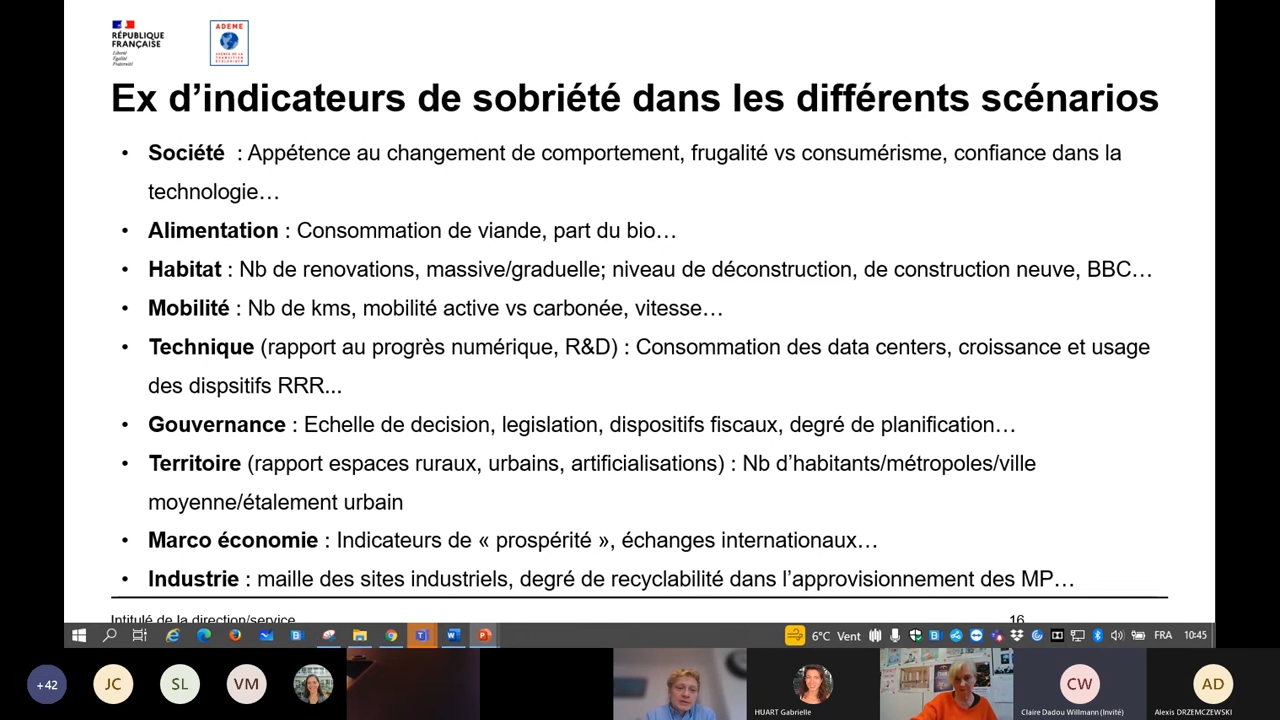 RÉPUBLIQUE
FRANÇAISE
Liberté
Égalité
Fraternité
ADEME
AGENCE DE LA
TRANSITION
ÉCOLOGIQUE
Ex d’indicateurs de sobriété dans les différents scénarios
• Société : Appétence au changement de comportement, frugalité vs consumérisme, confiance dans la
technologie…
• Alimentation : Consommation de viande, part du bio…
• Habitat : Nb de renovations, massive/graduelle; niveau de déconstruction, de construction neuve, BBC…
• Mobilité : Nb de kms, mobilité active vs carbonée, vitesse…
• Technique (rapport au progrès numérique, R&D) : Consommation des data centers, croissance et usage
des dispsitifs RRR...
• Gouvernance : Echelle de decision, legislation, dispositifs fiscaux, degré de planification…
• Territoire (rapport espaces ruraux, urbains, artificialisations) : Nb d’habitants/métropoles/ville
moyenne/étalement urbain
• Marco économie : Indicateurs de « prospérité », échanges internationaux…
• Industrie : maille des sites industriels, degré de recyclabilité dans l’approvisionnement des MP…
Intitulé de la direction/service 16
6°C Vent FRA 10:45
+42 JC SL VM CW AD
HUART Gabrielle Claire Dadou Willmann (Invité) Alexis DRZEMCZEWSKI